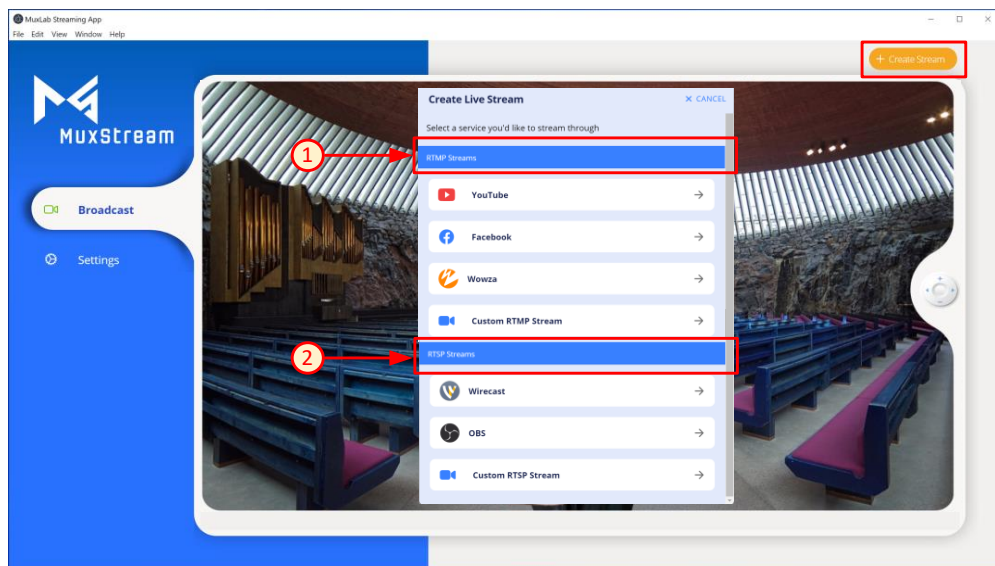 MuxLab Streaming App
File Edit View Window Help
+ Create Stream
MuxStream
Broadcast
Settings
Create Live Stream
× CANCEL
Select a service you'd like to stream through
1
RTMP Streams
YouTube
Facebook
Wowza
Custom RTMP Stream
2
RTSP Streams
Wirecast
OBS
Custom RTSP Stream